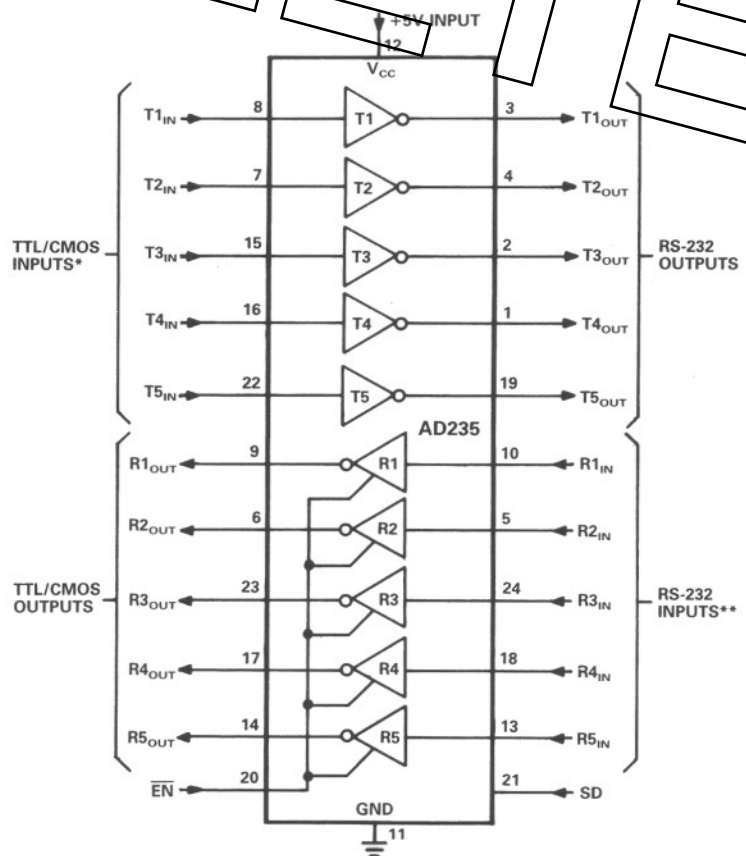 +5V INPUT
12
VCC
T1IN 8 T1 3 T1OUT
T2IN 7 T2 4 T2OUT
TTL/CMOS
INPUTS*
T3IN 15 T3 2 T3OUT
RS-232
OUTPUTS
T4IN 16 T4 1 T4OUT
T5IN 22 T5 19 T5OUT
AD235
R1OUT 9 R1 10 R1IN
R2OUT 6 R2 5 R2IN
TTL/CMOS
OUTPUTS
R3OUT 23 R3 24 R3IN
RS-232
INPUTS**
R4OUT 17 R4 18 R4IN
R5OUT 14 R5 13 R5IN
E̅N̅ 20 21 SD
GND
11